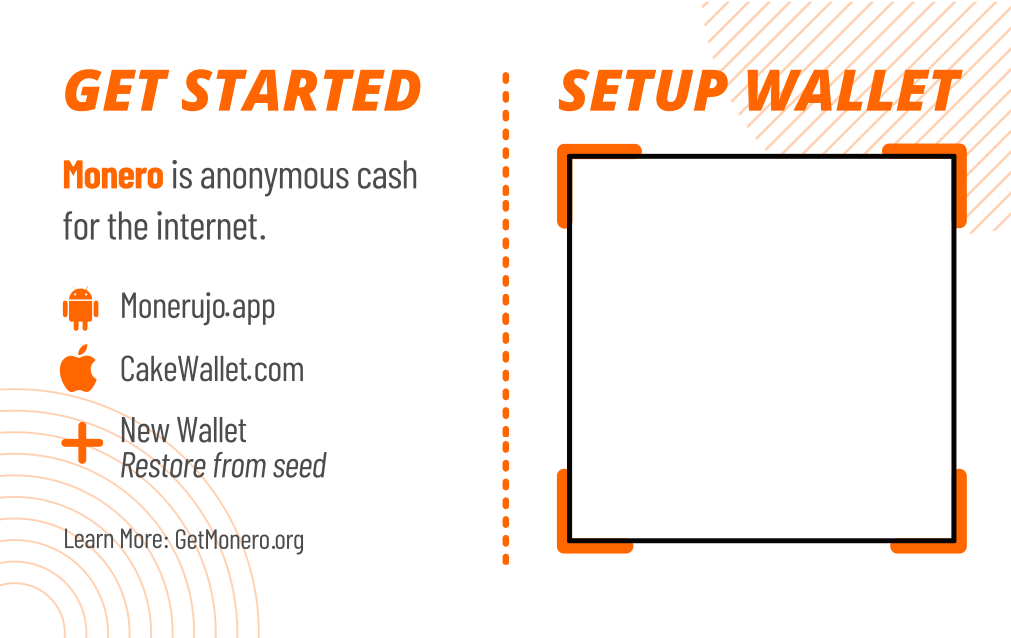 GET STARTED
Monero is anonymous cash
for the internet.
Monerujo.app
CakeWallet.com
New Wallet
Restore from seed
Learn More: GetMonero.org
SETUP WALLET